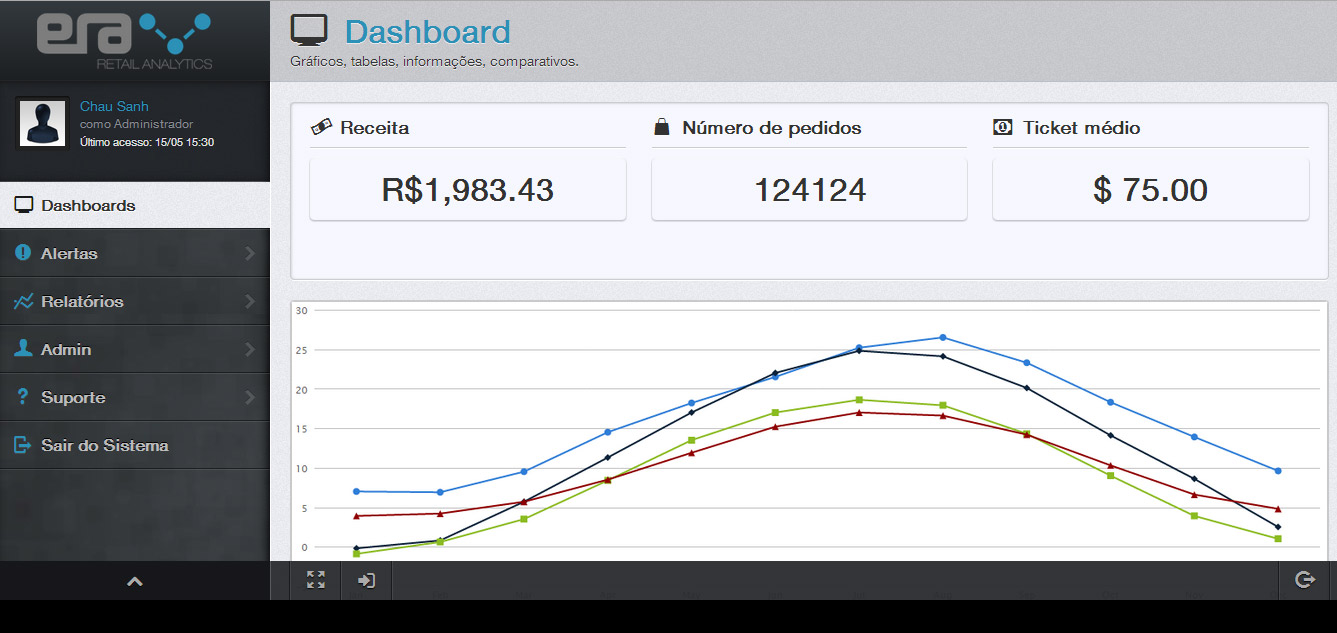 era
RETAIL ANALYTICS
Chau Sanh
como Administrador
Último acesso: 15/05 15:30
Dashboards
Alertas
Relatórios
Admin
Suporte
Sair do Sistema
Dashboard
Gráficos, tabelas, informações, comparativos.
Receita
Número de pedidos
Ticket médio
R$1,983.43
124124
$ 75.00
30
25
20
15
10
5
0